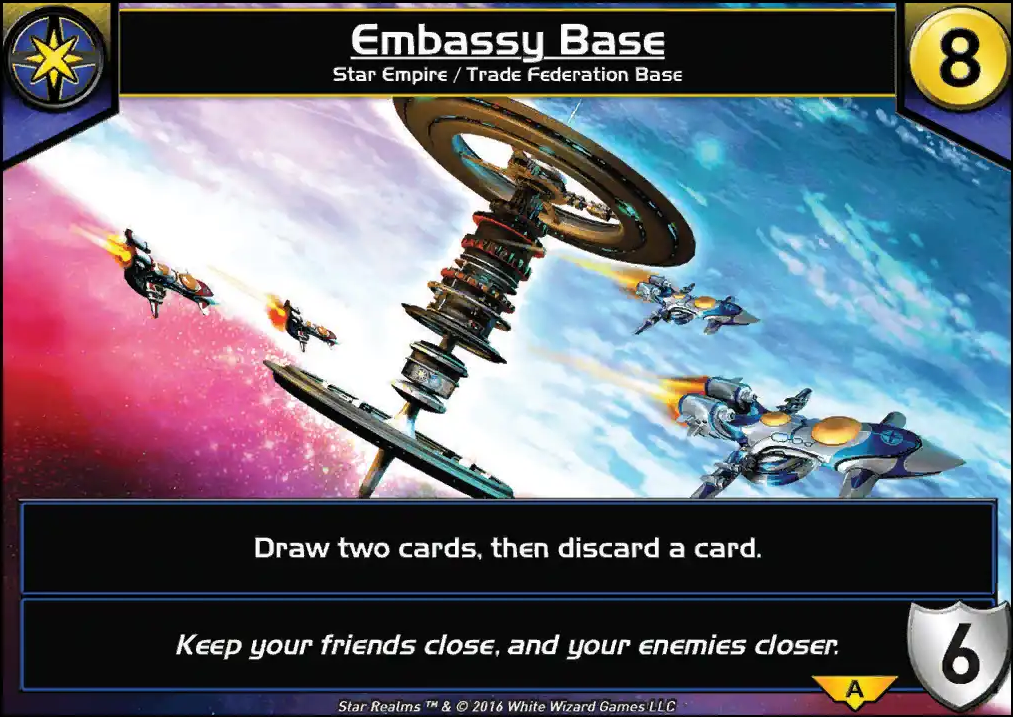 Embassy Base
8
Star Empire / Trade Federation Base
Draw two cards, then discard a card.
Keep your friends close, and your enemies closer.
6
A
Star Realms ™ & © 2016 White Wizard Games LLC